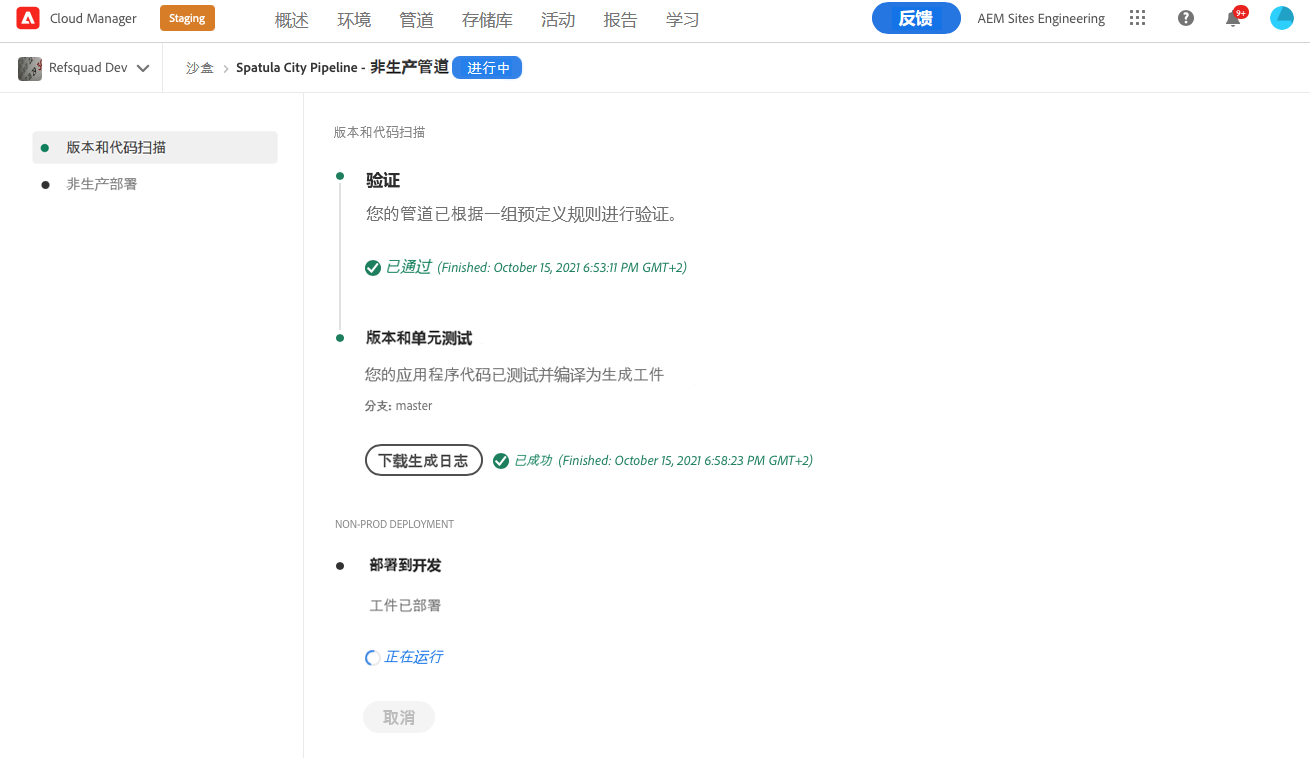 Cloud Manager Staging 概述 环境 管道 存储库 活动 报告 学习 反馈 AEM Sites Engineering 9+
Refsquad Dev 沙盒 > Spatula City Pipeline - 非生产管道 进行中
版本和代码扫描
非生产部署
版本和代码扫描
验证
您的管道已根据一组预定义规则进行验证。
已通过 (Finished: October 15, 2021 6:53:11 PM GMT+2)
版本和单元测试
您的应用程序代码已测试并编译为生成工件
分支: master
下载生成日志 已成功 (Finished: October 15, 2021 6:58:23 PM GMT+2)
NON-PROD DEPLOYMENT
部署到开发
工件已部署
正在运行
取消